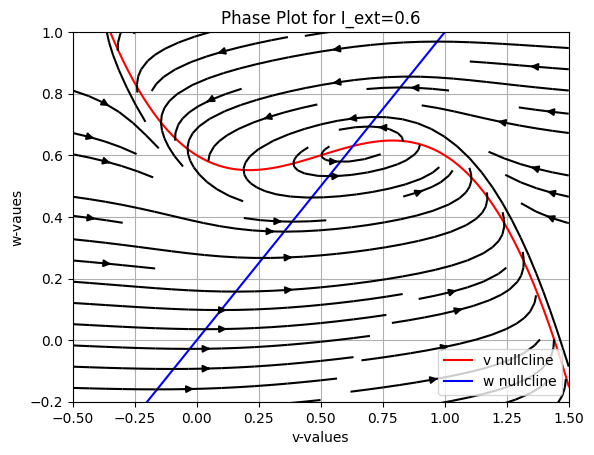 Phase Plot for I_ext=0.6
w-values
1.0
0.8
0.6
0.4
0.2
0.0
−0.2
v nullcline
w nullcline
−0.50 −0.25 0.00 0.25 0.50 0.75 1.00 1.25 1.50
v-values